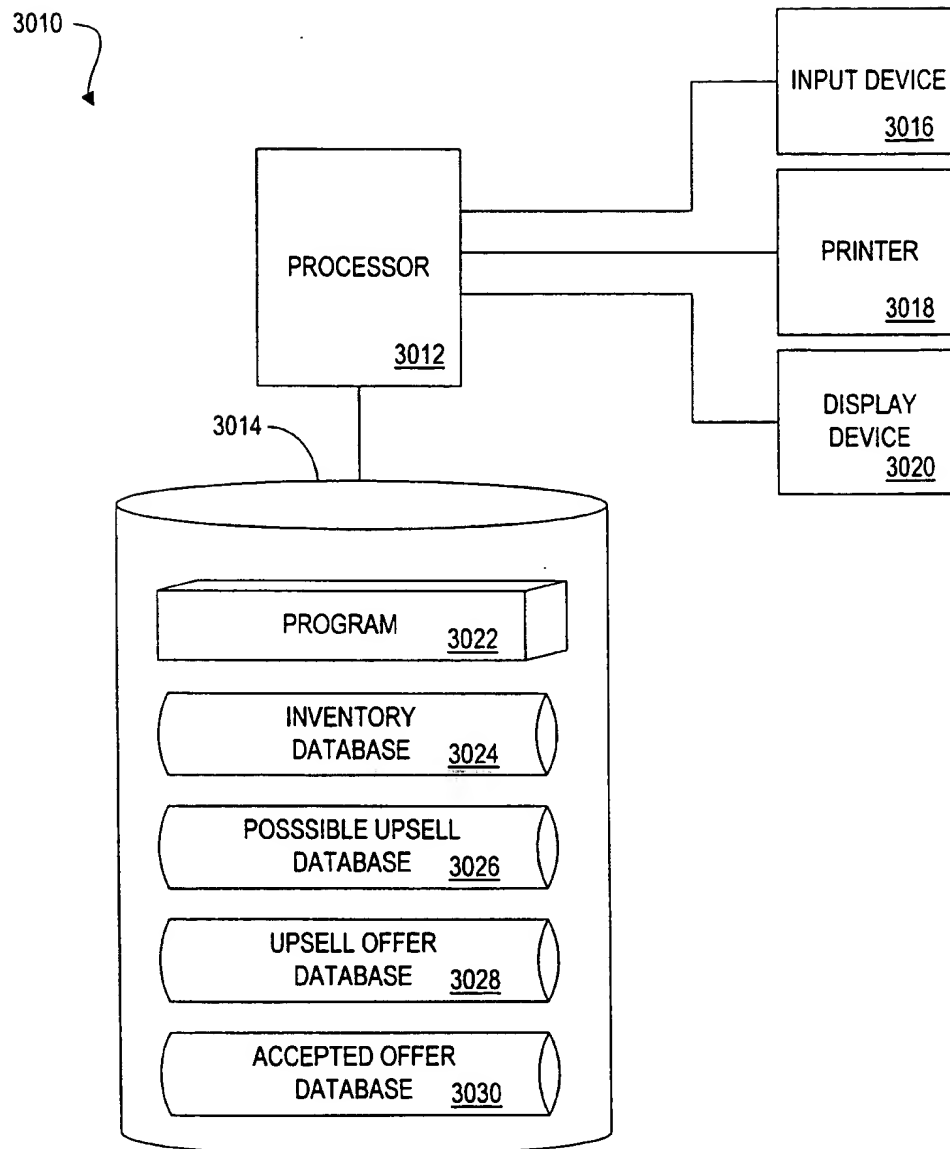 3010
INPUT DEVICE
3016
PROCESSOR
3012
PRINTER
3018
DISPLAY
DEVICE
3020
3014
PROGRAM
3022
INVENTORY
DATABASE
3024
POSSSIBLE UPSELL
DATABASE
3026
UPSELL OFFER
DATABASE
3028
ACCEPTED OFFER
DATABASE
3030